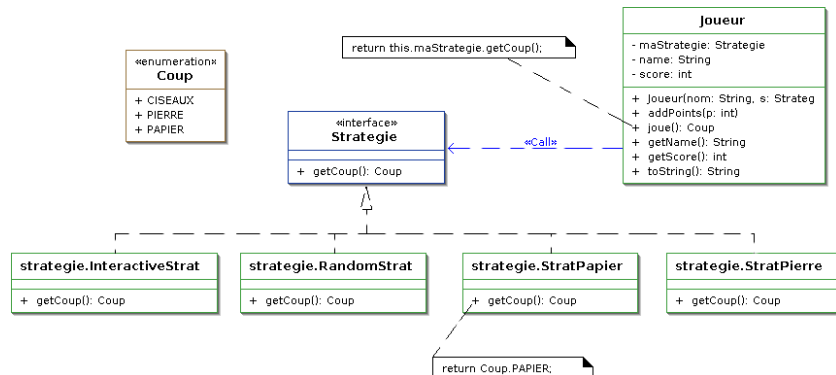 «enumeration»
Coup
+ CISEAUX
+ PIERRE
+ PAPIER
return this.maStrategie.getCoup();
Joueur
- maStrategie: Strategie
- name: String
- score: int
+ Joueur(nom: String, s: Strateg
+ addPoints(p: int)
+ joue(): Coup
+ getName(): String
+ getScore(): int
+ toString(): String
«interface»
Strategie
+ getCoup(): Coup
«Call»
strategie.InteractiveStrat
+ getCoup(): Coup
strategie.RandomStrat
+ getCoup(): Coup
strategie.StratPapier
+ getCoup(): Coup
strategie.StratPierre
+ getCoup(): Coup
return Coup.PAPIER;